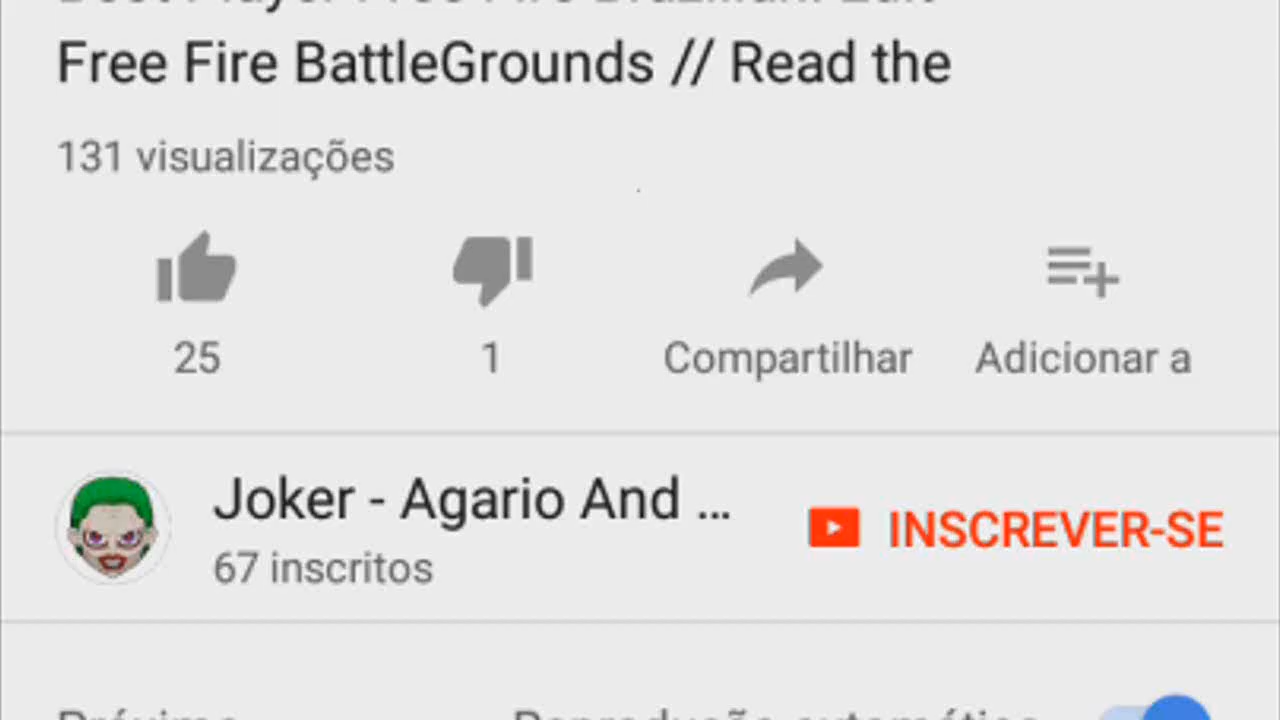 Free Fire BattleGrounds // Read the
131 visualizações
25
1
Compartilhar
Adicionar a
Joker - Agario And ...
67 inscritos
INSCREVER-SE